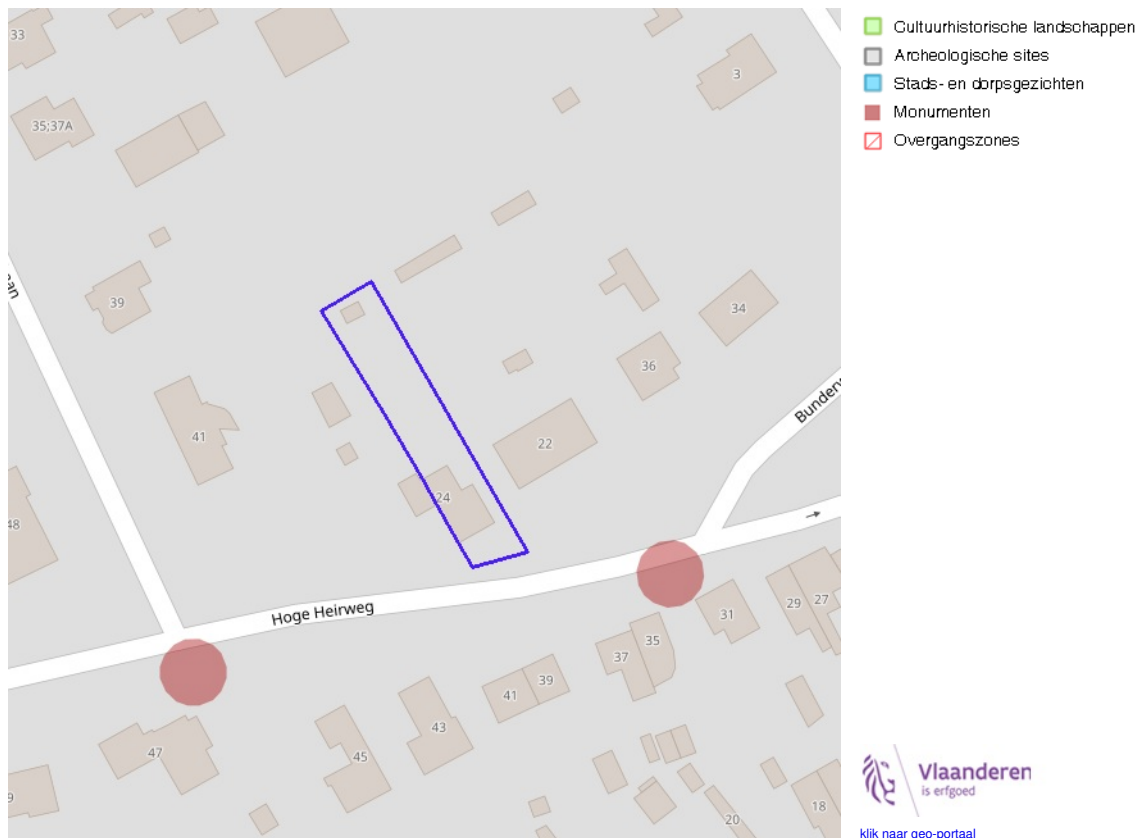 33
3
35;37A
39
34
36
41
22
24
48
Hoge Heirweg
31
29
27
35
37
39
41
43
45
47
18
20
Cultuurhistorische landschappen
Archeologische sites
Stads- en dorpsgezichten
Monumenten
Overgangszones
Vlaanderen
is erfgoed
klik naar geo-portaal